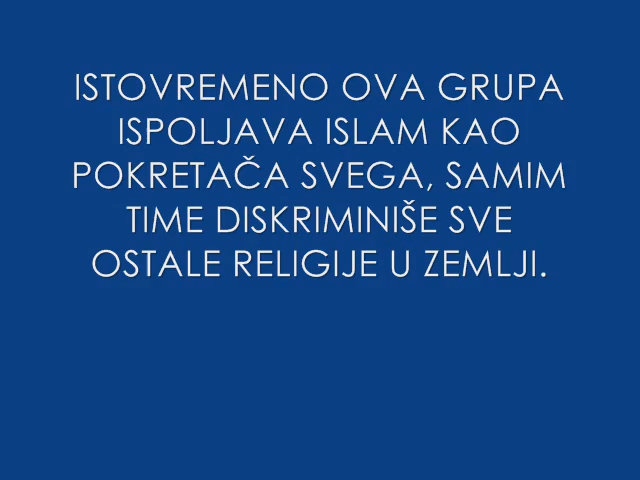 ISTOVREMENO OVA GRUPA
ISPOLJAVA ISLAM KAO
POKRETAČA SVEGA, SAMIM
TIME DISKRIMINIŠE SVE
OSTALE RELIGIJE U ZEMLJI.